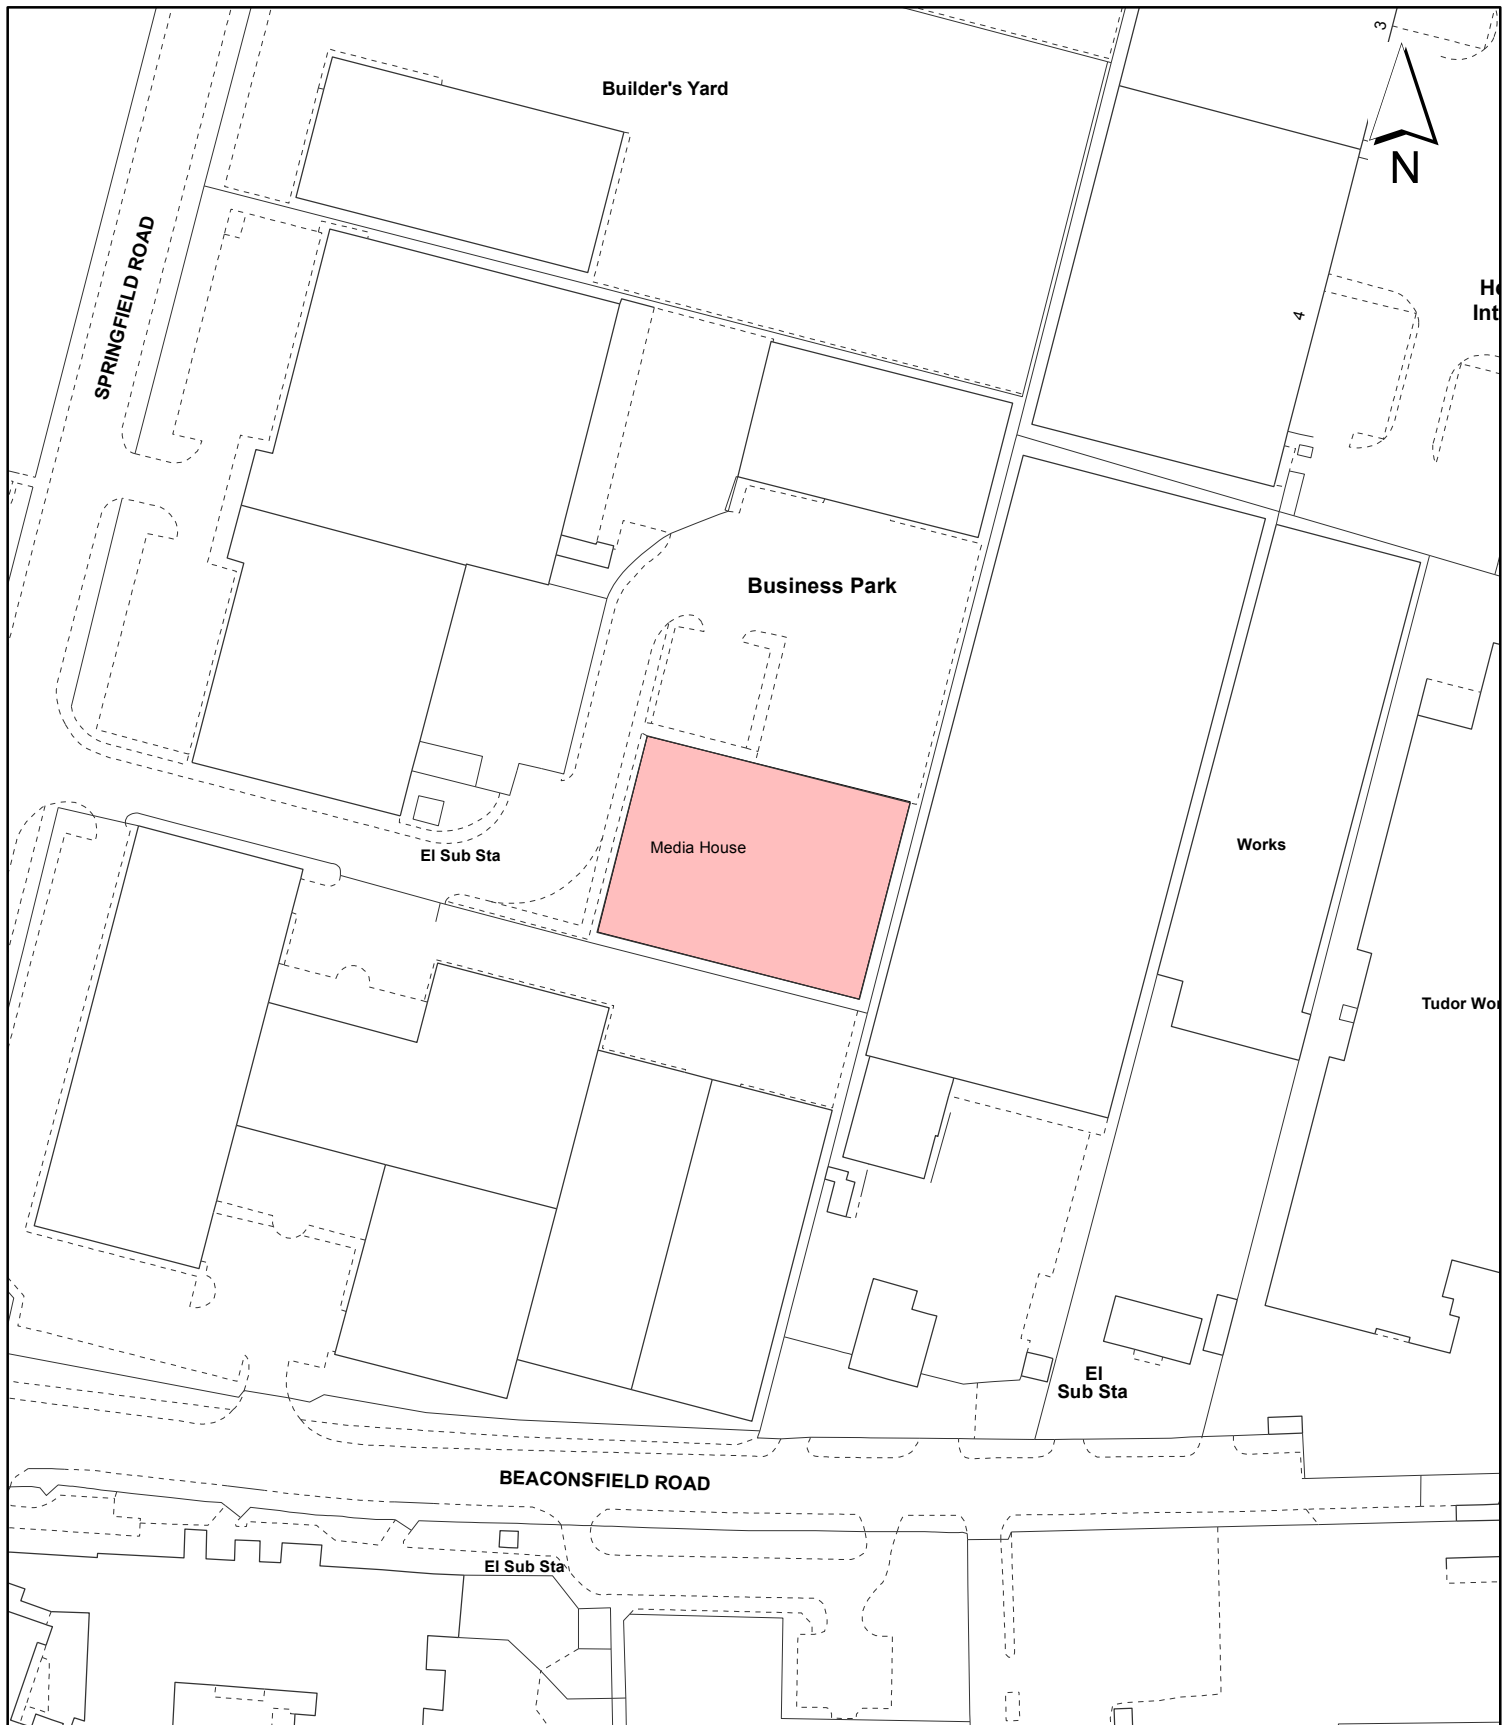 3
Builder's Yard
N
SPRINGFIELD ROAD
4
Business Park
Media House
El Sub Sta
Works
Tudor Wor
El
Sub Sta
BEACONSFIELD ROAD
El Sub Sta